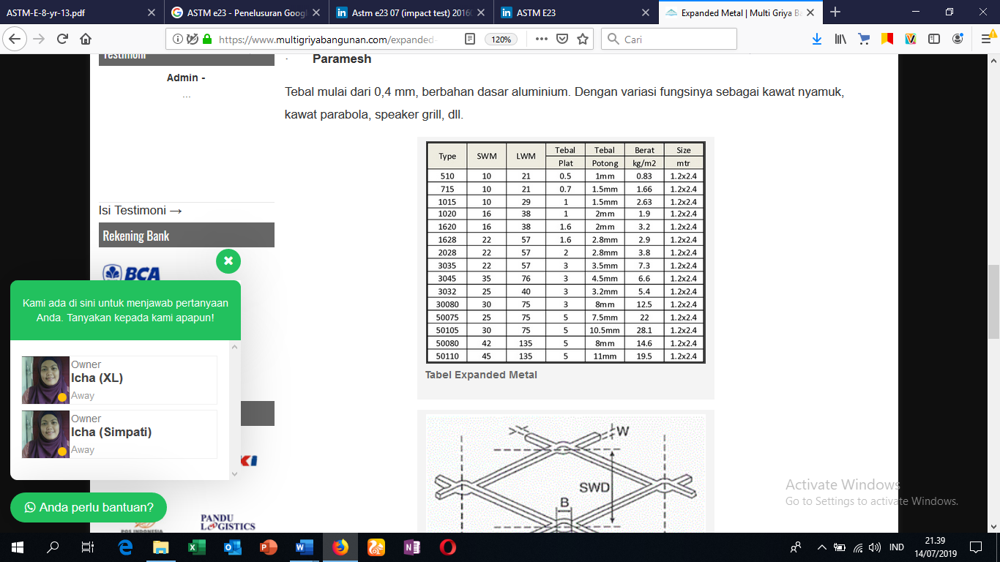 ASTM-E-8-yr-13.pdf
ASTM e23 - Penelusuran Googl
Astm e23 07 (impact test) 2016
ASTM E23
Expanded Metal | Multi Griya Ba
https://www.multigriyabangunan.com/expanded-
120%
Cari
Testimoni
Admin -
...
Isi Testimoni →
Rekening Bank
BCA
Kami ada di sini untuk menjawab pertanyaan
Anda. Tanyakan kepada kami apapun!
Owner
Icha (XL)
Away
Owner
Icha (Simpati)
Away
KI
Anda perlu bantuan?
POS INDONESIA
PANDU
LOGISTICS
· Paramesh
Tebal mulai dari 0,4 mm, berbahan dasar aluminium. Dengan variasi fungsinya sebagai kawat nyamuk,
kawat parabola, speaker grill, dll.
Type SWM LWM Tebal Tebal Berat Size
Plat Potong kg/m2 mtr
510 10 21 0.5 1mm 0.83 1.2x2.4
715 10 21 0.7 1.5mm 1.66 1.2x2.4
1015 10 29 1 1.5mm 2.63 1.2x2.4
1020 16 38 1 2mm 1.9 1.2x2.4
1620 16 38 1.6 2mm 3.2 1.2x2.4
1628 22 57 1.6 2.8mm 2.9 1.2x2.4
2028 22 57 2 2.8mm 3.8 1.2x2.4
3035 22 57 3 3.5mm 7.3 1.2x2.4
3045 35 76 3 4.5mm 6.6 1.2x2.4
3032 25 40 3 3.2mm 5.4 1.2x2.4
30080 30 75 3 8mm 12.5 1.2x2.4
50075 25 75 5 7.5mm 22 1.2x2.4
50105 30 75 5 10.5mm 28.1 1.2x2.4
50080 42 135 5 8mm 14.6 1.2x2.4
50110 45 135 5 11mm 19.5 1.2x2.4
Tabel Expanded Metal
W
SWD
B
Activate Windows
Go to Settings to activate Windows.
IND
21.39
14/07/2019